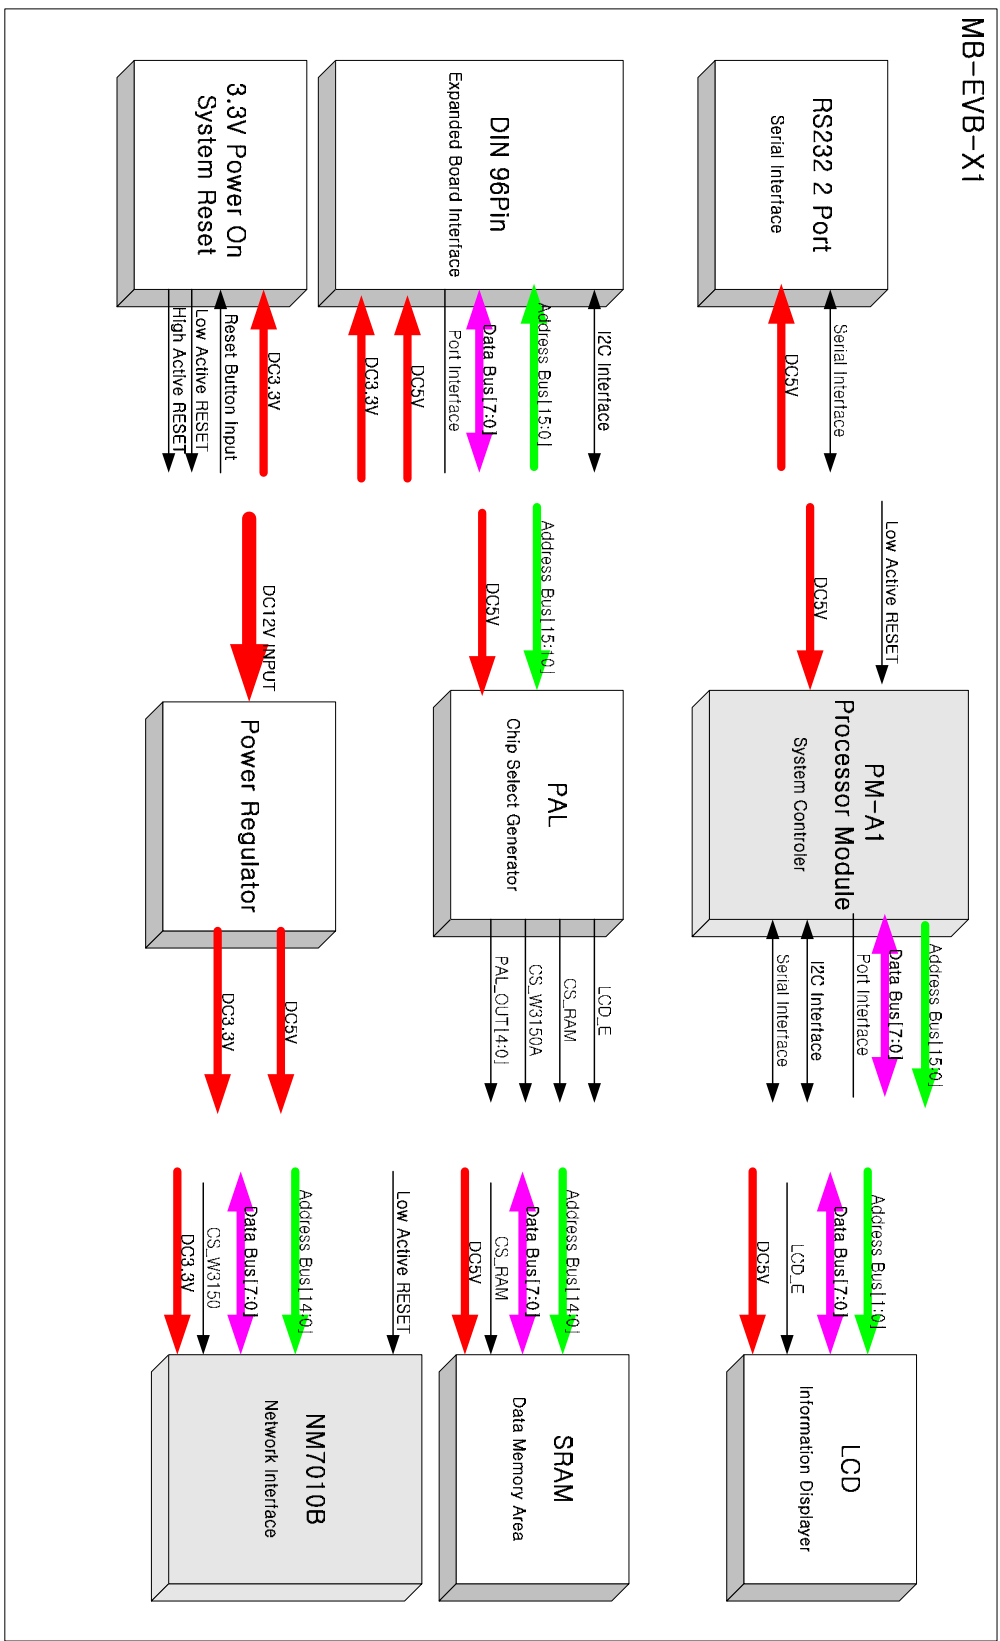 MB-EVB-X1
RS232 2 Port
Serial Interface
Serial Interface
DC5V
Low Active RESET
DC5V
PM-A1
Processor Module
System Controler
Address Bus[15:0]
Data Bus[7:0]
Port Interface
I2C Interface
Serial Interface
Address Bus[1:0]
Data Bus[7:0]
LCD_E
DC5V
LCD
Information Displayer
DIN 96Pin
Expanded Board Interface
I2C Interface
Address Bus[15:0]
Data Bus[7:0]
Port Interface
DC5V
DC3.3V
Address Bus[15:10]
DC5V
PAL
Chip Select Generator
LCD_E
CS_RAM
CS_W3150A
PAL_OUT[4:0]
Address Bus[14:0]
Data Bus[7:0]
CS_RAM
DC5V
SRAM
Data Memory Area
3.3V Power On
System Reset
DC3.3V
Reset Button Input
Low Active RESET
High Active RESET
DC12V INPUT
Power Regulator
DC5V
DC3.3V
Low Active RESET
Address Bus[14:0]
Data Bus[7:0]
CS_W3150
DC3.3V
NM7010B
Network Interface